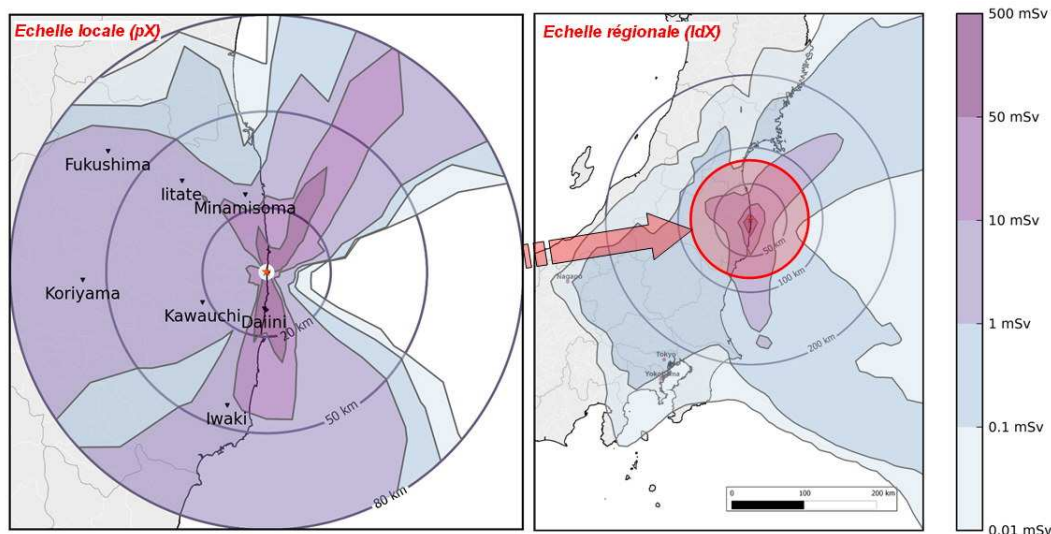 Echelle locale (pX)
Fukushima
Iitate
Minamisoma
Koriyama
Kawauchi
Daiini
20 km
Iwaki
50 km
80 km
Echelle régionale (ldX)
50 km
100 km
200 km
Nagano
Tokyo
0 100 200 km
500 mSv
50 mSv
10 mSv
1 mSv
0.1 mSv
0.01 mSv